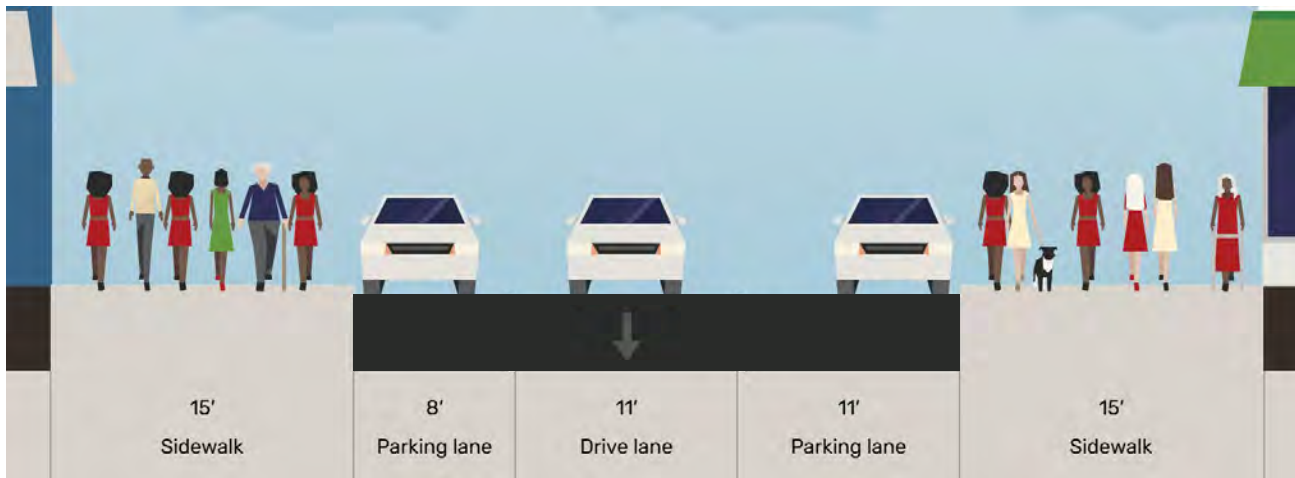 15′
Sidewalk
8′
Parking lane
11′
Drive lane
11′
Parking lane
15′
Sidewalk